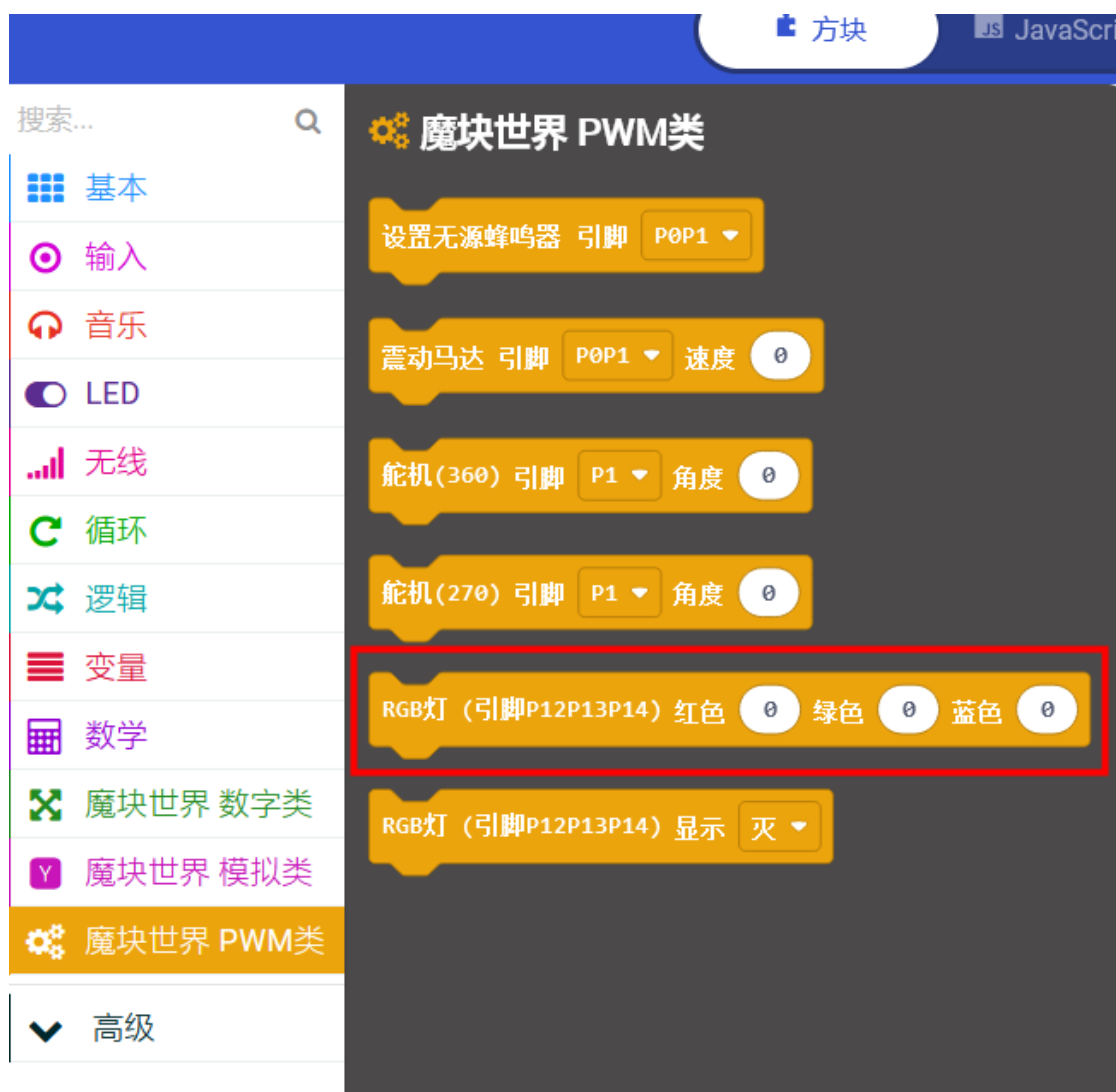 方块
JS JavaScri
搜索...
魔块世界 PWM类
基本
输入
音乐
LED
无线
循环
逻辑
变量
数学
魔块世界 数字类
Y 魔块世界 模拟类
魔块世界 PWM类
高级
设置无源蜂鸣器 引脚 P0P1
震动马达 引脚 P0P1 速度 0
舵机(360) 引脚 P1 角度 0
舵机(270) 引脚 P1 角度 0
RGB灯 (引脚P12P13P14) 红色 0 绿色 0 蓝色 0
RGB灯 (引脚P12P13P14) 显示 灭